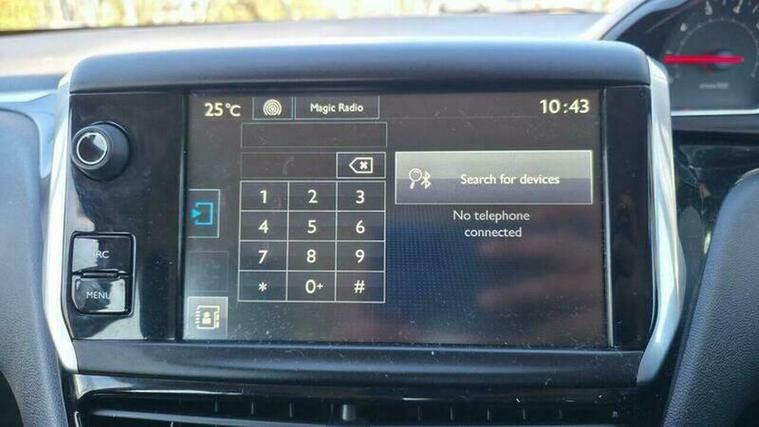 25°C
Magic Radio
10:43
1 2 3
4 5 6
7 8 9
* 0+ #
Search for devices
No telephone
connected
RC
MENU